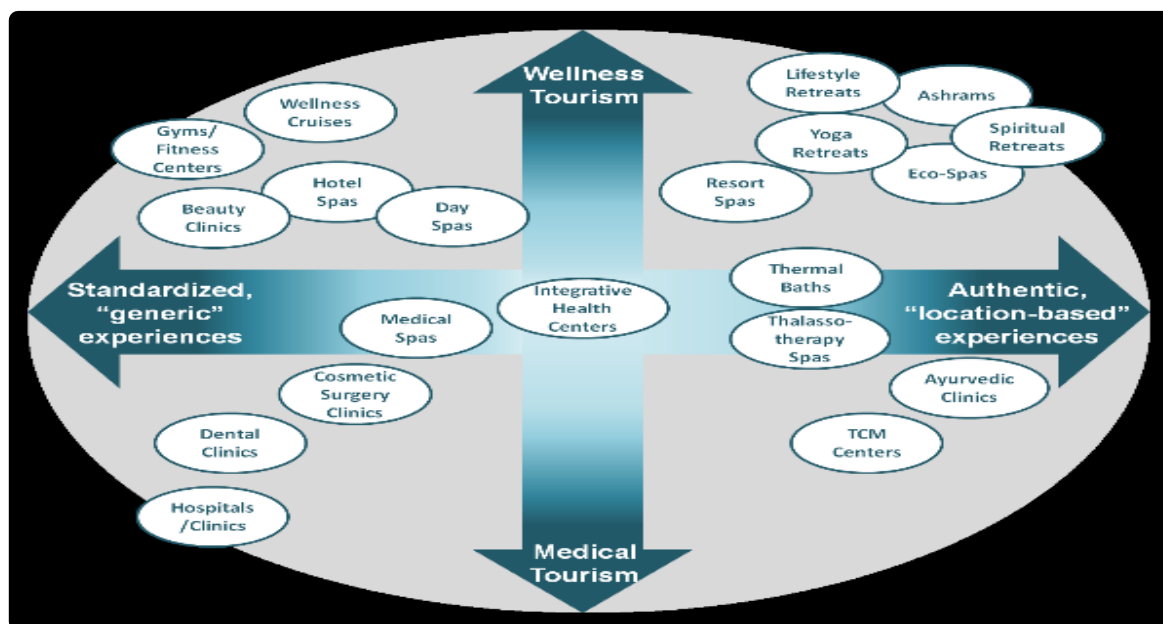 Wellness
Tourism
Lifestyle
Retreats
Ashrams
Wellness
Cruises
Gyms/
Fitness
Centers
Yoga
Retreats
Spiritual
Retreats
Hotel
Spas
Resort
Spas
Eco-Spas
Beauty
Clinics
Day
Spas
Thermal
Baths
Standardized,
“generic”
experiences
Integrative
Health
Centers
Authentic,
“location-based”
experiences
Medical
Spas
Thalasso-
therapy
Spas
Cosmetic
Surgery
Clinics
Ayurvedic
Clinics
Dental
Clinics
TCM
Centers
Hospitals
/Clinics
Medical
Tourism